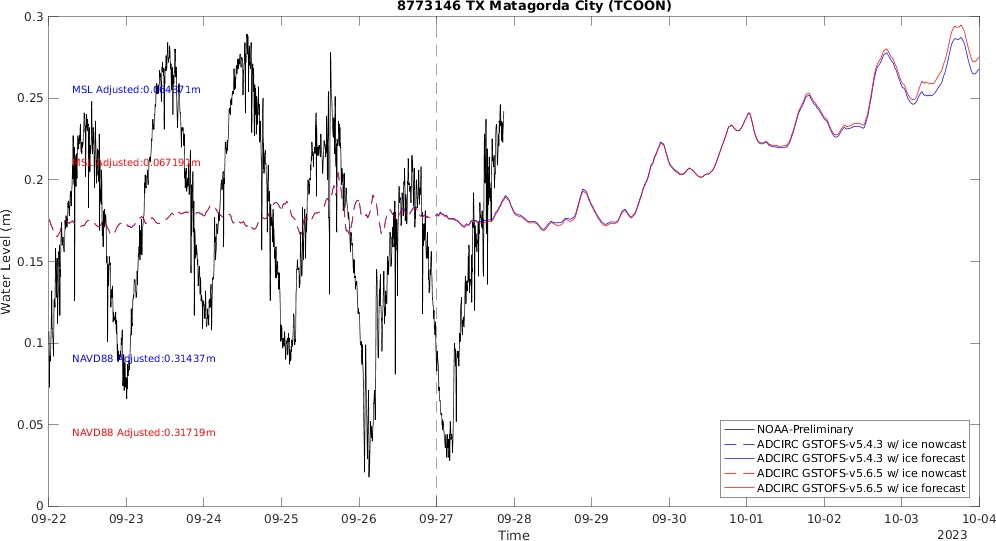 8773146 TX Matagorda City (TCOON)
0.3
0.25
0.2
0.15
0.1
0.05
0
Water Level (m)
MSL Adjusted:0.064371m
MSL Adjusted:0.067191m
NAVD88 Adjusted:0.31437m
NAVD88 Adjusted:0.31719m
NOAA-Preliminary
ADCIRC GSTOFS-v5.4.3 w/ ice nowcast
ADCIRC GSTOFS-v5.4.3 w/ ice forecast
ADCIRC GSTOFS-v5.6.5 w/ ice nowcast
ADCIRC GSTOFS-v5.6.5 w/ ice forecast
09-22 09-23 09-24 09-25 09-26 09-27 09-28 09-29 09-30 10-01 10-02 10-03 10-04
Time
2023